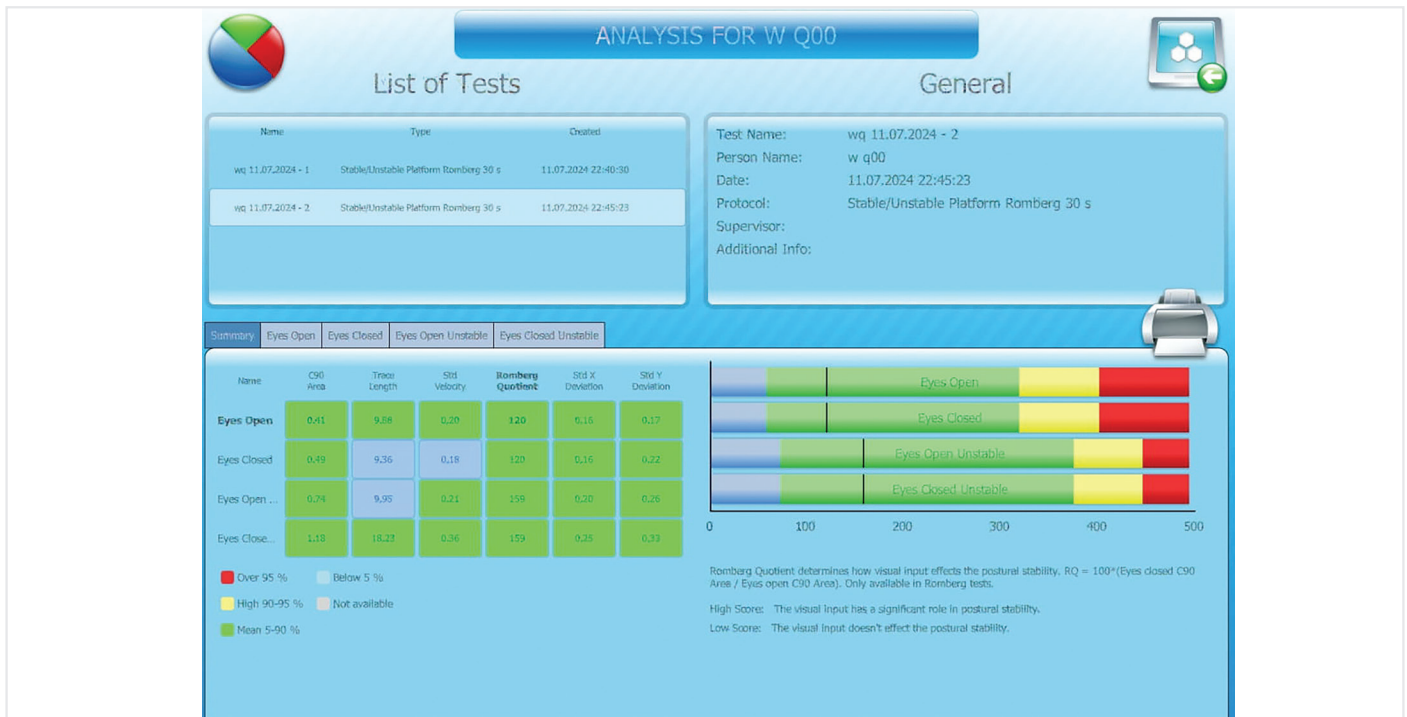 ANALYSIS FOR W Q00
List of Tests
General
Name Type Created
wq 11.07.2024 - 1 Stable/Unstable Platform Romberg 30 s 11.07.2024 22:40:30
wq 11.07.2024 - 2 Stable/Unstable Platform Romberg 30 s 11.07.2024 22:45:23
Test Name: wq 11.07.2024 - 2
Person Name: w q00
Date: 11.07.2024 22:45:23
Protocol: Stable/Unstable Platform Romberg 30 s
Supervisor:
Additional Info:
Summary Eyes Open Eyes Closed Eyes Open Unstable Eyes Closed Unstable
Name C90 Area Trace Length Std Velocity Romberg Quotient Std X Deviation Std Y Deviation
Eyes Open 0,41 9,88 0,20 120 0,16 0,17
Eyes Closed 0,49 9,36 0,18 120 0,16 0,22
Eyes Open ... 0,74 9,95 0,21 159 0,20 0,26
Eyes Close... 1,18 18,23 0,36 159 0,25 0,33
Over 95 % Below 5 %
High 90-95 % Not available
Mean 5-90 %
Eyes Open
Eyes Closed
Eyes Open Unstable
Eyes Closed Unstable
0 100 200 300 400 500
Romberg Quotient determines how visual input effects the postural stability. RQ = 100*(Eyes closed C90
Area / Eyes open C90 Area). Only available in Romberg tests.
High Score: The visual input has a significant role in postural stability.
Low Score: The visual input doesn't effect the postural stability.